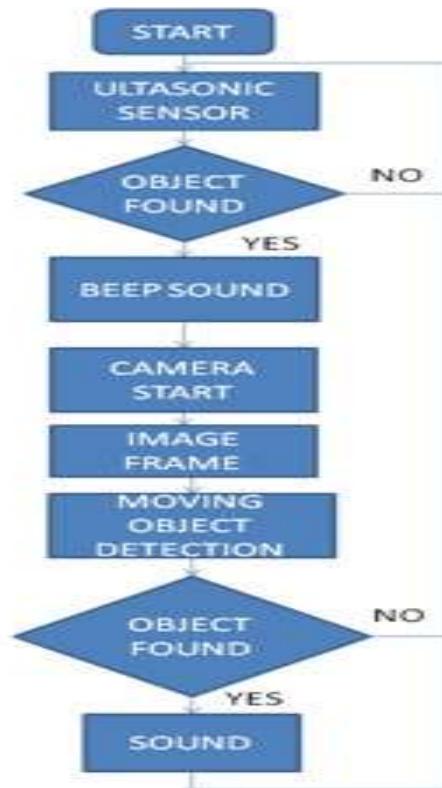 START
ULTASONIC
SENSOR
OBJECT
FOUND
NO
YES
BEEP SOUND
CAMERA
START
IMAGE
FRAME
MOVING
OBJECT
DETECTION
OBJECT
FOUND
NO
YES
SOUND